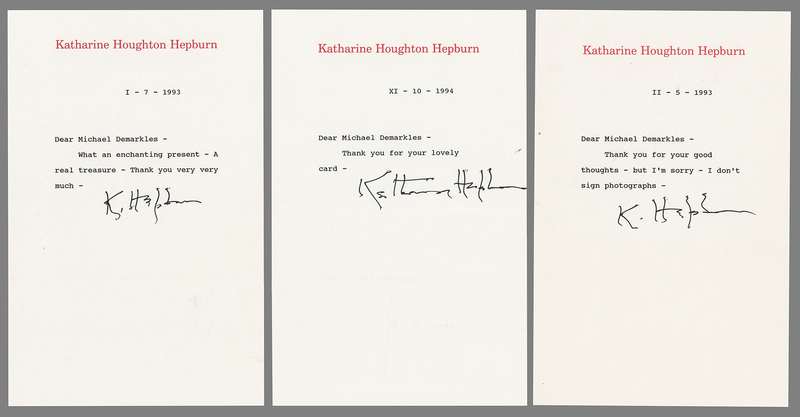 Katharine Houghton Hepburn
I - 7 - 1993
Dear Michael Demarkles -
What an enchanting present - A
real treasure - Thank you very very
much -
K. Hepburn
Katharine Houghton Hepburn
XI - 10 - 1994
Dear Michael Demarkles -
Thank you for your lovely
card -
Katharine Hepburn
Katharine Houghton Hepburn
II - 5 - 1993
Dear Michael Demarkles -
Thank you for your good
thoughts - but I'm sorry - I don't
sign photographs -
K. Hepburn